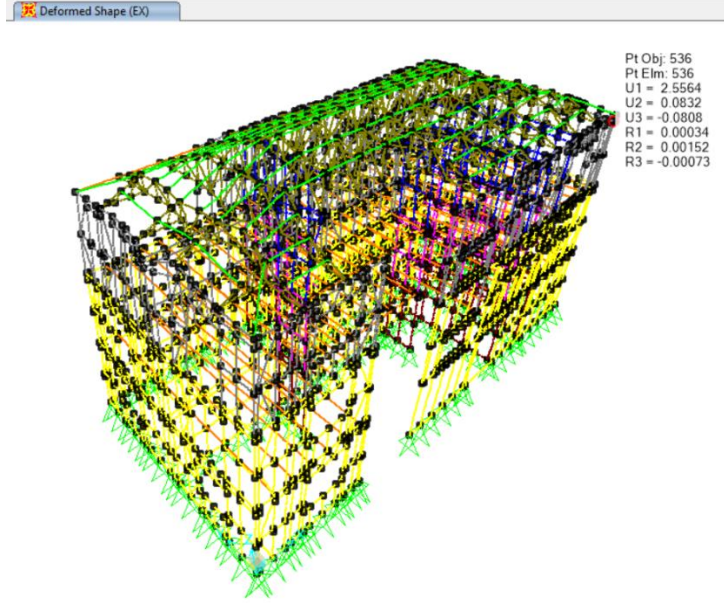 Deformed Shape (EX)
Pt Obj: 536
Pt Elm: 536
U1 = 2.5564
U2 = 0.0832
U3 = -0.0808
R1 = 0.00034
R2 = 0.00152
R3 = -0.00073